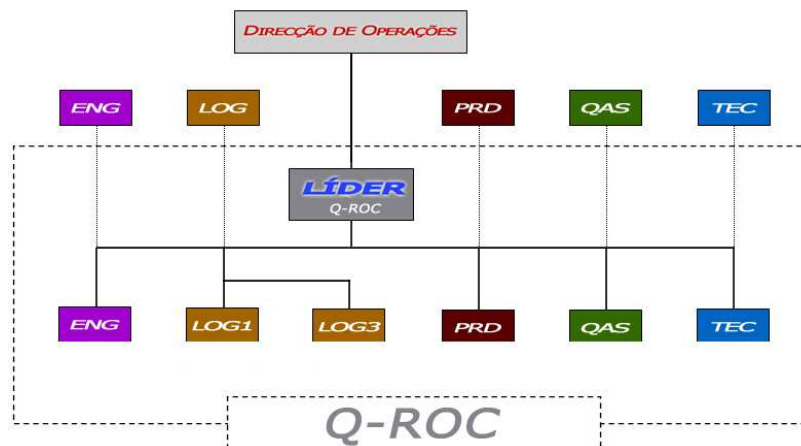 DIRECÇÃO DE OPERAÇÕES
ENG LOG PRD QAS TEC
LÍDER
Q-ROC
ENG LOG1 LOG3 PRD QAS TEC
Q-ROC